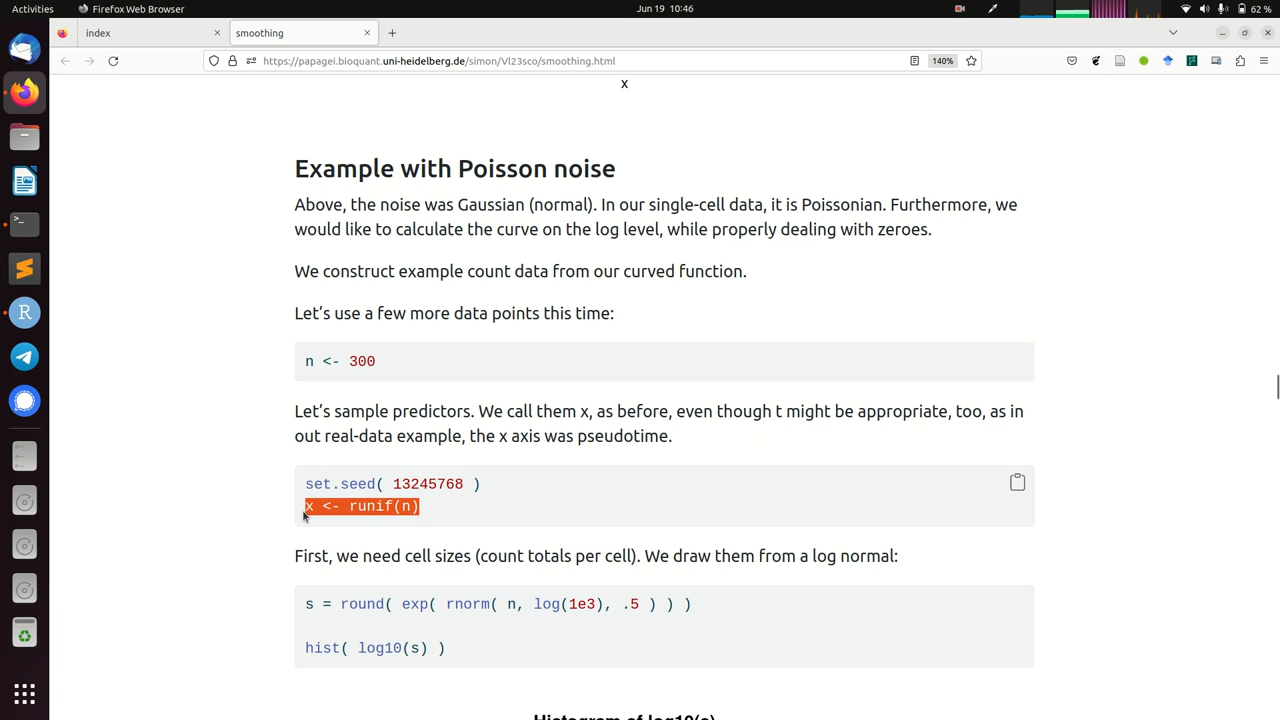 Activities
Firefox Web Browser
Jun 19 10:46
62 %
index
smoothing
https://papagei.bioquant.uni-heidelberg.de/simon/Vl23sco/smoothing.html
140%
x
Example with Poisson noise
Above, the noise was Gaussian (normal). In our single-cell data, it is Poissonian. Furthermore, we
would like to calculate the curve on the log level, while properly dealing with zeroes.
We construct example count data from our curved function.
Let’s use a few more data points this time:
n <- 300
Let’s sample predictors. We call them x, as before, even though t might be appropriate, too, as in
out real-data example, the x axis was pseudotime.
set.seed( 13245768 )
x <- runif(n)
First, we need cell sizes (count totals per cell). We draw them from a log normal:
s = round( exp( rnorm( n, log(1e3), .5 ) ) )
hist( log10(s) )
Histogram of log10(s)